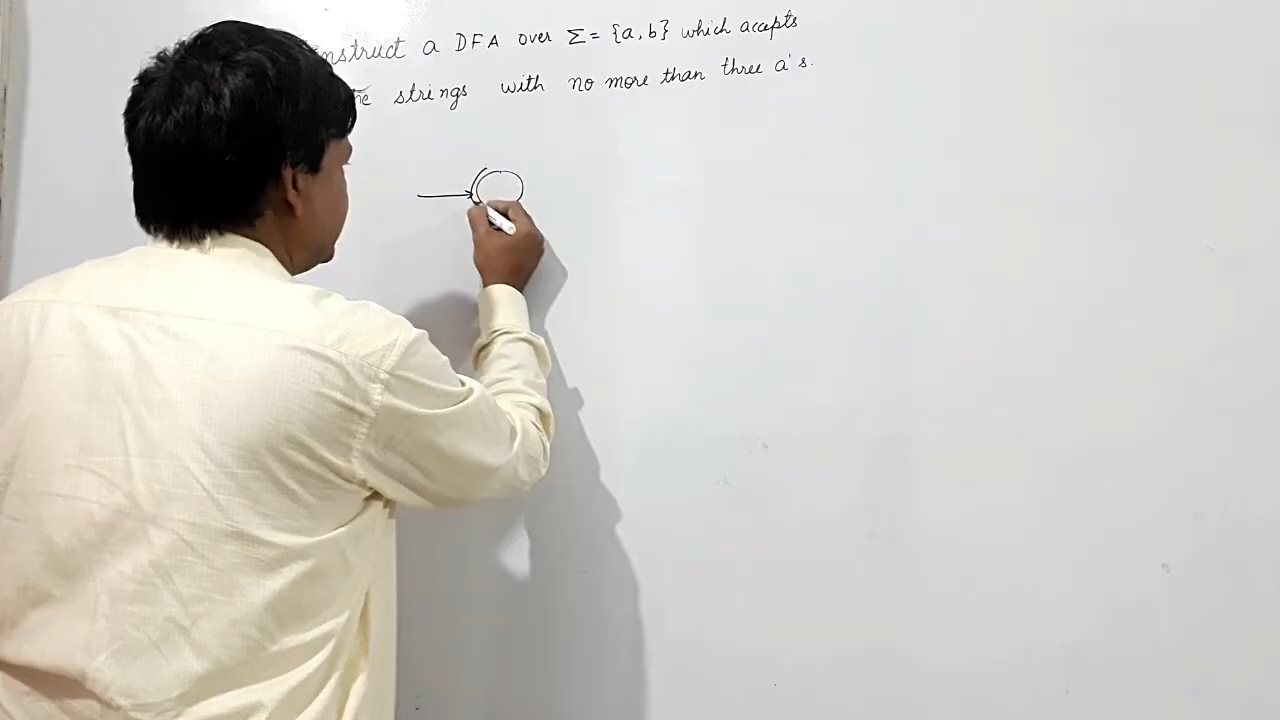 nstruct a DFA over Σ = {a, b} which accepts
strings with no more than three a's.